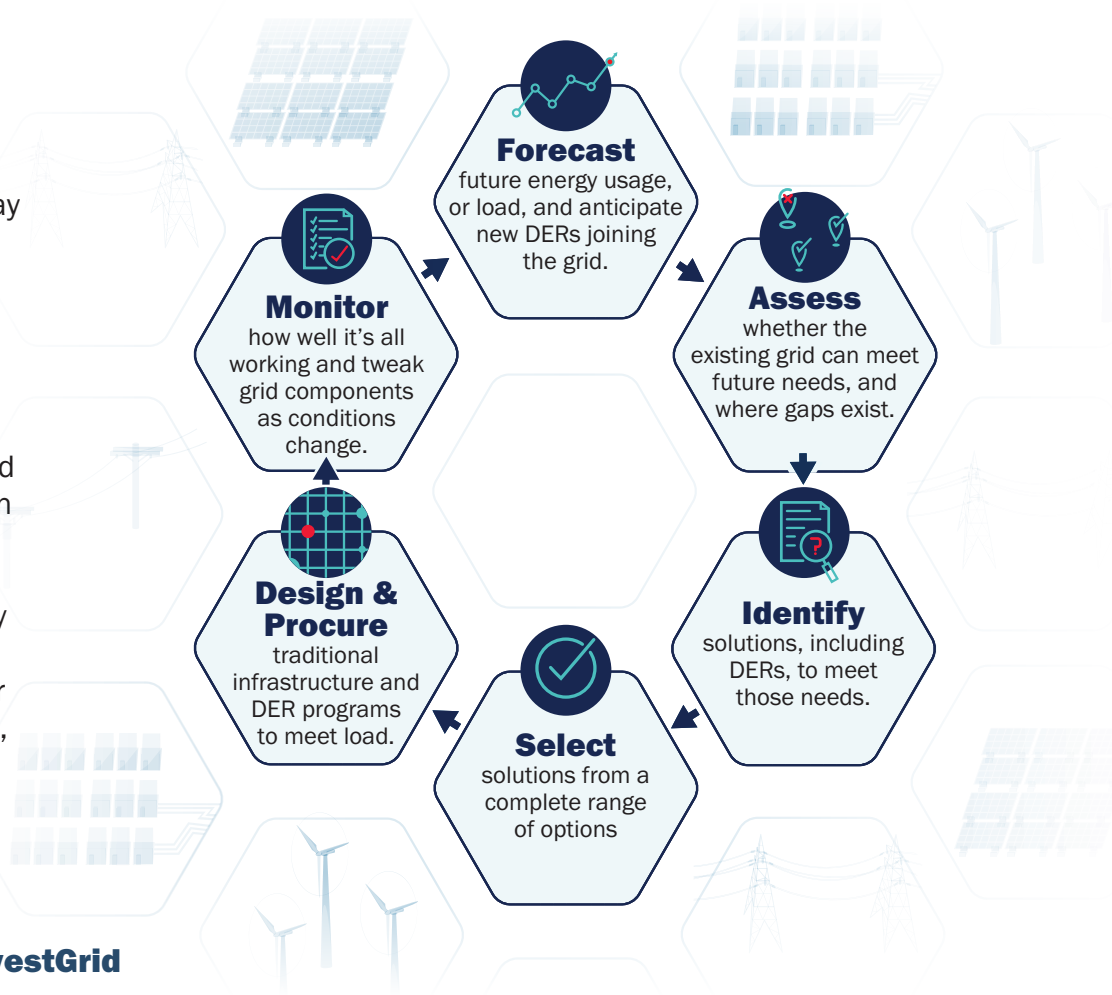 ay
d
n
y
r
,
vestGrid
Forecast
future energy usage,
or load, and anticipate
new DERs joining
the grid.
Assess
whether the
existing grid can meet
future needs, and
where gaps exist.
Identify
solutions, including
DERs, to meet
those needs.
?
Select
solutions from a
complete range
of options
Design &
Procure
traditional
infrastructure and
DER programs
to meet load.
Monitor
how well it’s all
working and tweak
grid components
as conditions
change.